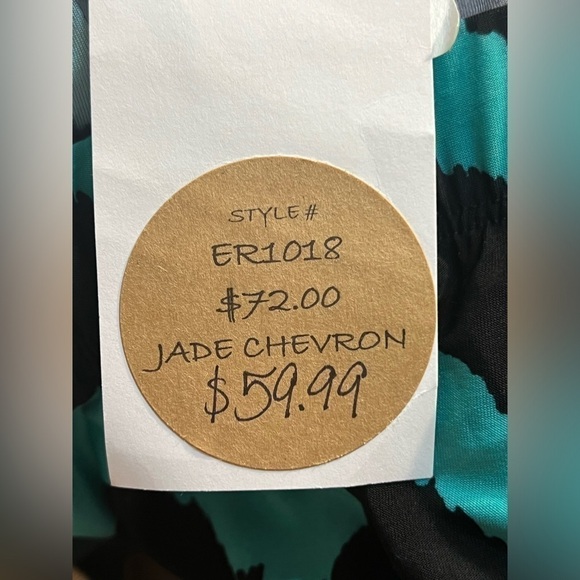 STYLE#
ER1018
$72.00
JADE CHEVRON
$59.99